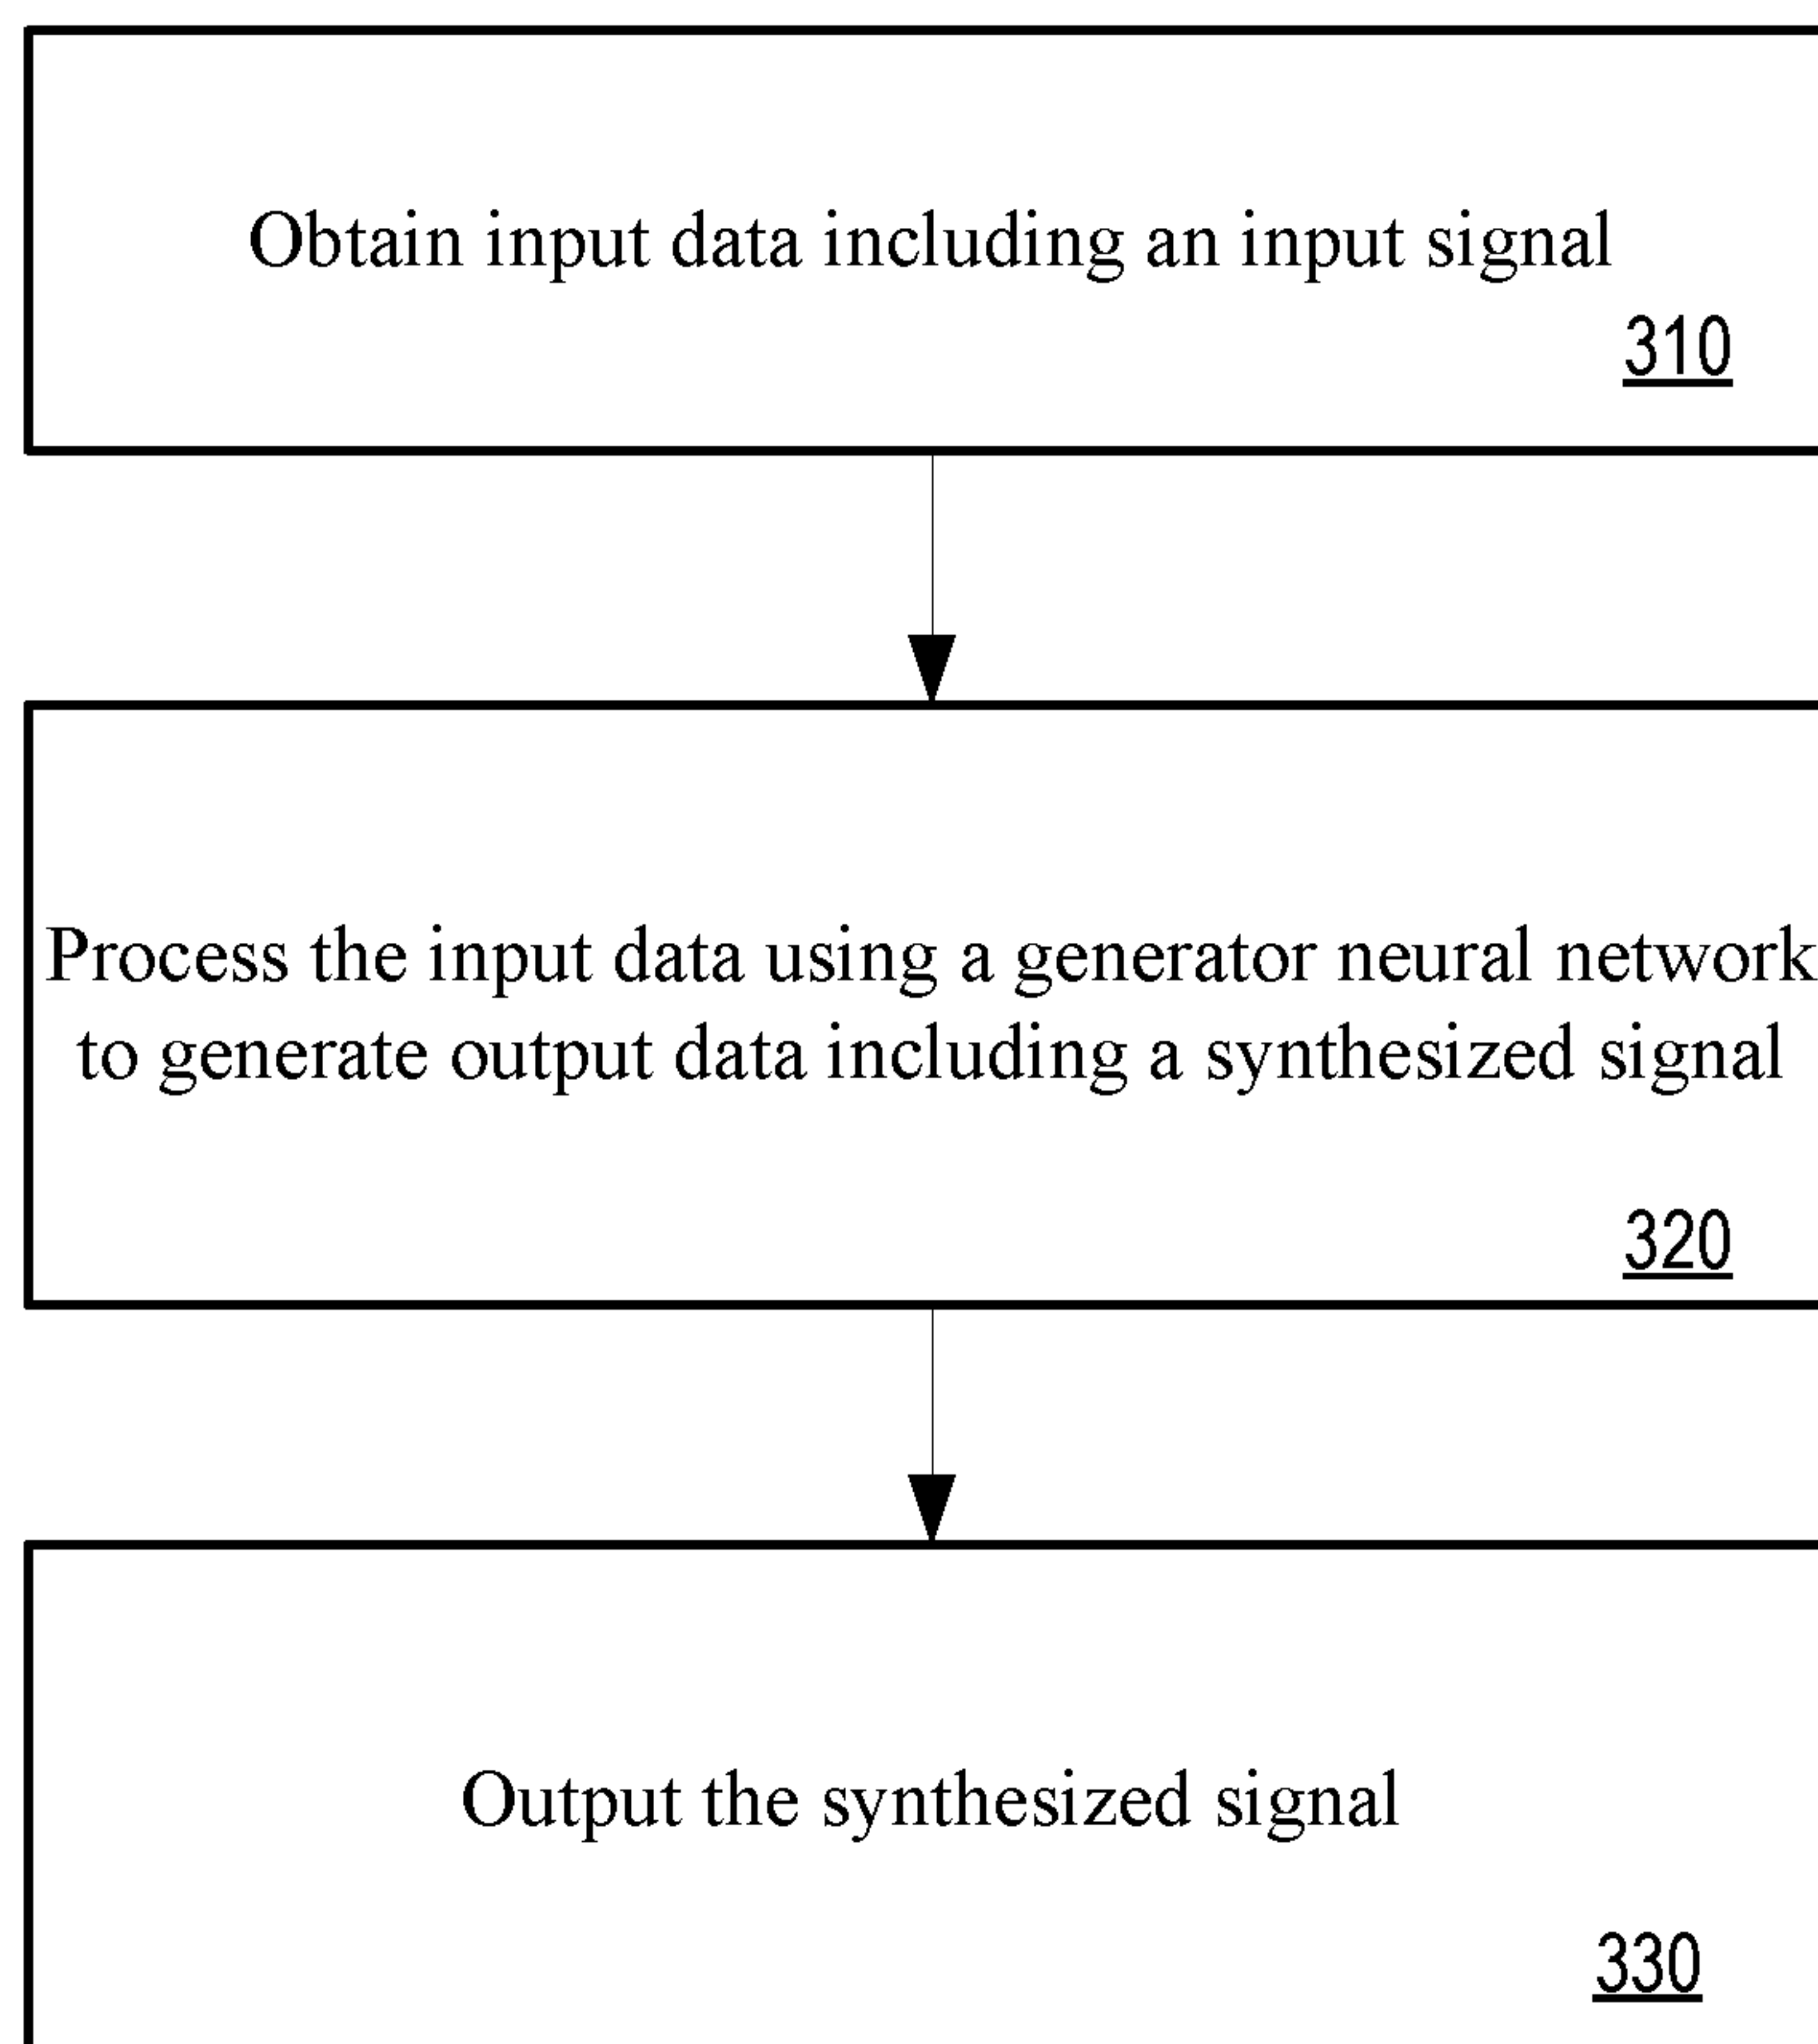 Obtain input data including an input signal
310
Process the input data using a generator neural network
to generate output data including a synthesized signal
320
Output the synthesized signal
330